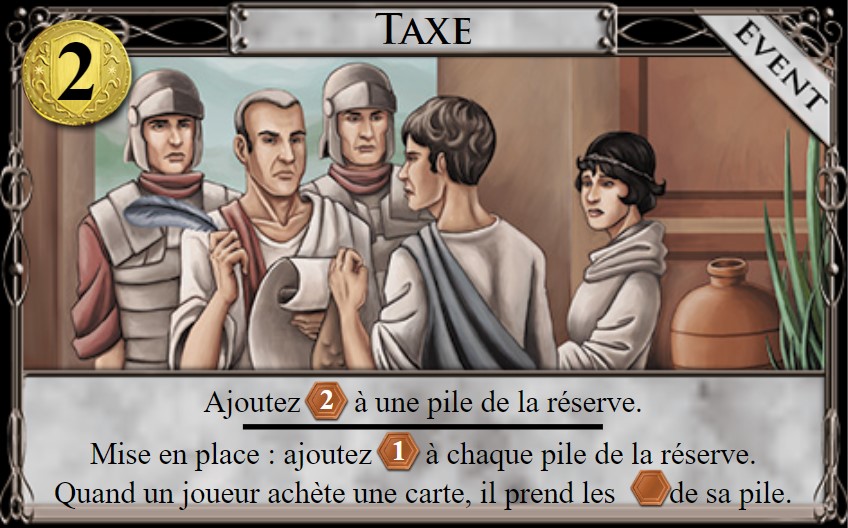 TAXE
2
EVENT
Ajoutez 2 à une pile de la réserve.
Mise en place : ajoutez 1 à chaque pile de la réserve.
Quand un joueur achète une carte, il prend les de sa pile.